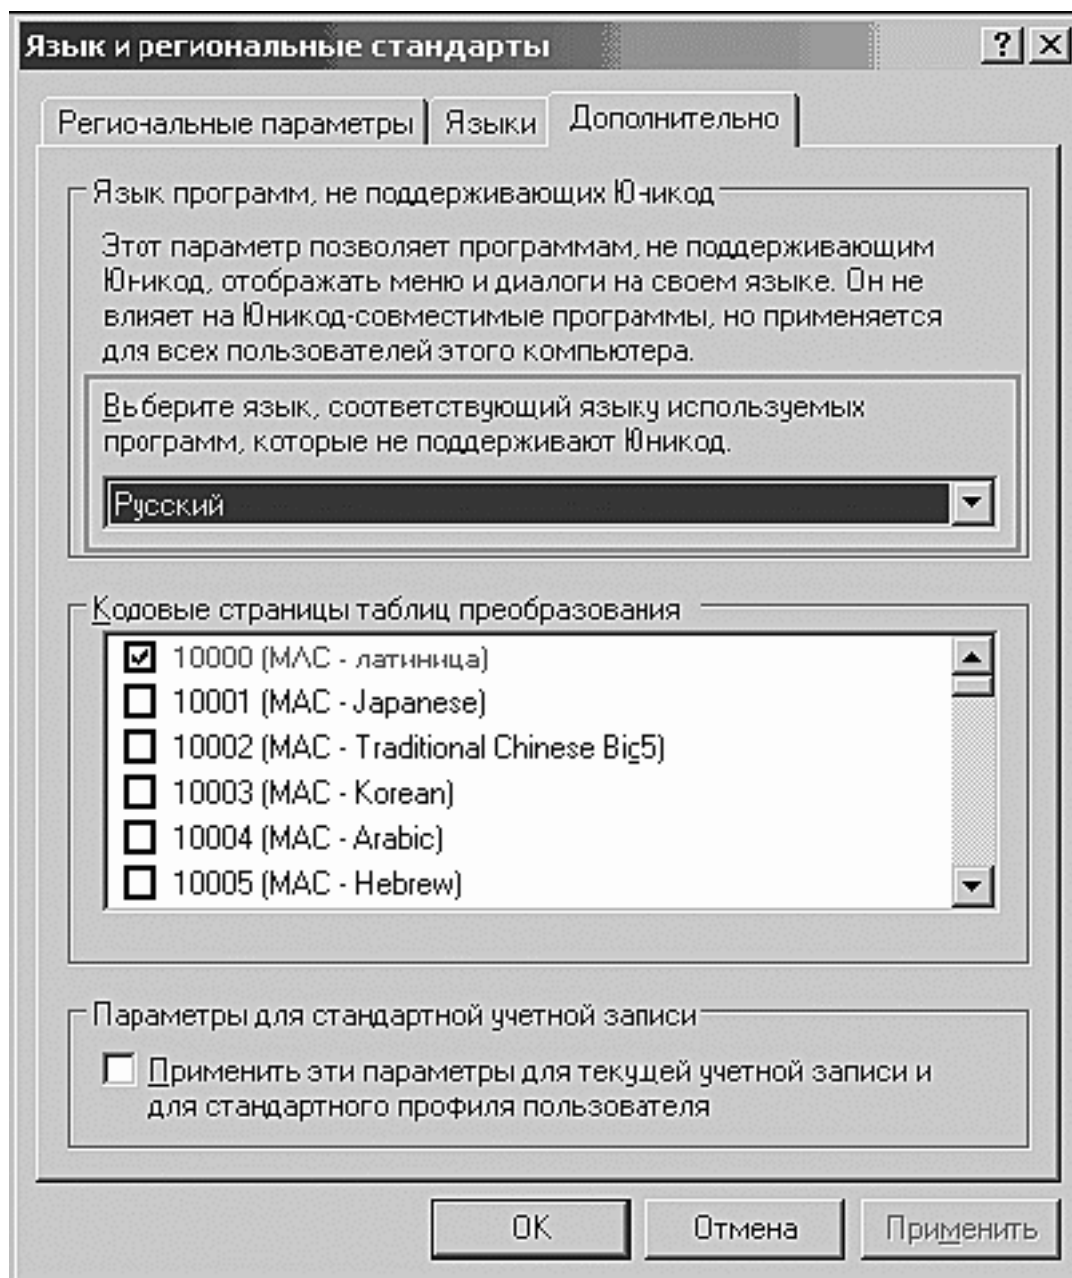 Язык и региональные стандарты
Региональные параметры Языки Дополнительно
Язык программ, не поддерживающих Юникод
Этот параметр позволяет программам, не поддерживающим
Юникод, отображать меню и диалоги на своем языке. Он не
влияет на Юникод-совместимые программы, но применяется
для всех пользователей этого компьютера.
Выберите язык, соответствующий языку используемых
программ, которые не поддерживают Юникод.
Русский
Кодовые страницы таблиц преобразования
10000 (MAC - латиница)
10001 (MAC - Japanese)
10002 (MAC - Traditional Chinese Big5)
10003 (MAC - Korean)
10004 (MAC - Arabic)
10005 (MAC - Hebrew)
Параметры для стандартной учетной записи
Применить эти параметры для текущей учетной записи и
для стандартного профиля пользователя
OK Отмена Применить